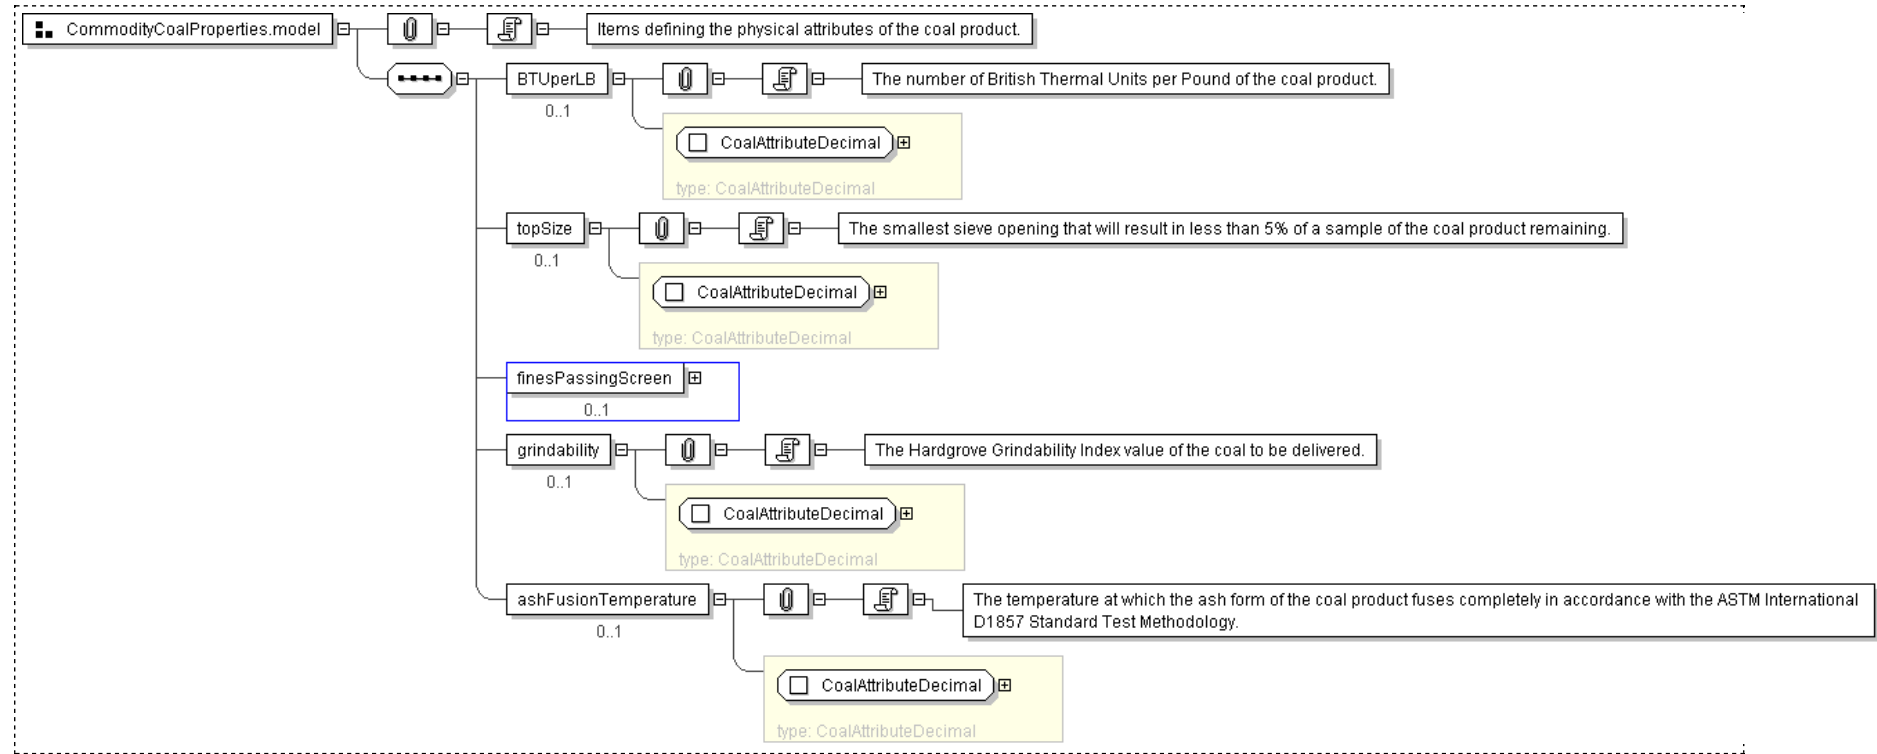 CommodityCoalProperties.model
Items defining the physical attributes of the coal product.
BTUperLB
The number of British Thermal Units per Pound of the coal product.
0..1
CoalAttributeDecimal
type: CoalAttributeDecimal
topSize
The smallest sieve opening that will result in less than 5% of a sample of the coal product remaining.
0..1
CoalAttributeDecimal
type: CoalAttributeDecimal
finesPassingScreen
0..1
grindability
The Hardgrove Grindability Index value of the coal to be delivered.
0..1
CoalAttributeDecimal
type: CoalAttributeDecimal
ashFusionTemperature
The temperature at which the ash form of the coal product fuses completely in accordance with the ASTM International
D1857 Standard Test Methodology.
0..1
CoalAttributeDecimal
type: CoalAttributeDecimal